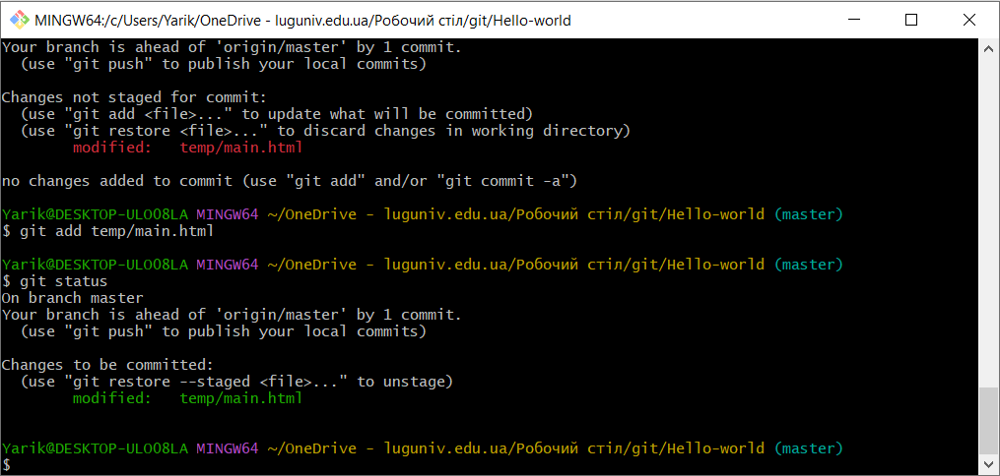 MINGW64:/c/Users/Yarik/OneDrive - luguniv.edu.ua/Робочий стіл/git/Hello-world
Your branch is ahead of 'origin/master' by 1 commit.
  (use "git push" to publish your local commits)

Changes not staged for commit:
  (use "git add <file>..." to update what will be committed)
  (use "git restore <file>..." to discard changes in working directory)
        modified:   temp/main.html

no changes added to commit (use "git add" and/or "git commit -a")

Yarik@DESKTOP-ULOO8LA MINGW64 ~/OneDrive - luguniv.edu.ua/Робочий стіл/git/Hello-world (master)
$ git add temp/main.html

Yarik@DESKTOP-ULOO8LA MINGW64 ~/OneDrive - luguniv.edu.ua/Робочий стіл/git/Hello-world (master)
$ git status
On branch master
Your branch is ahead of 'origin/master' by 1 commit.
  (use "git push" to publish your local commits)

Changes to be committed:
  (use "git restore --staged <file>..." to unstage)
        modified:   temp/main.html


Yarik@DESKTOP-ULOO8LA MINGW64 ~/OneDrive - luguniv.edu.ua/Робочий стіл/git/Hello-world (master)
$